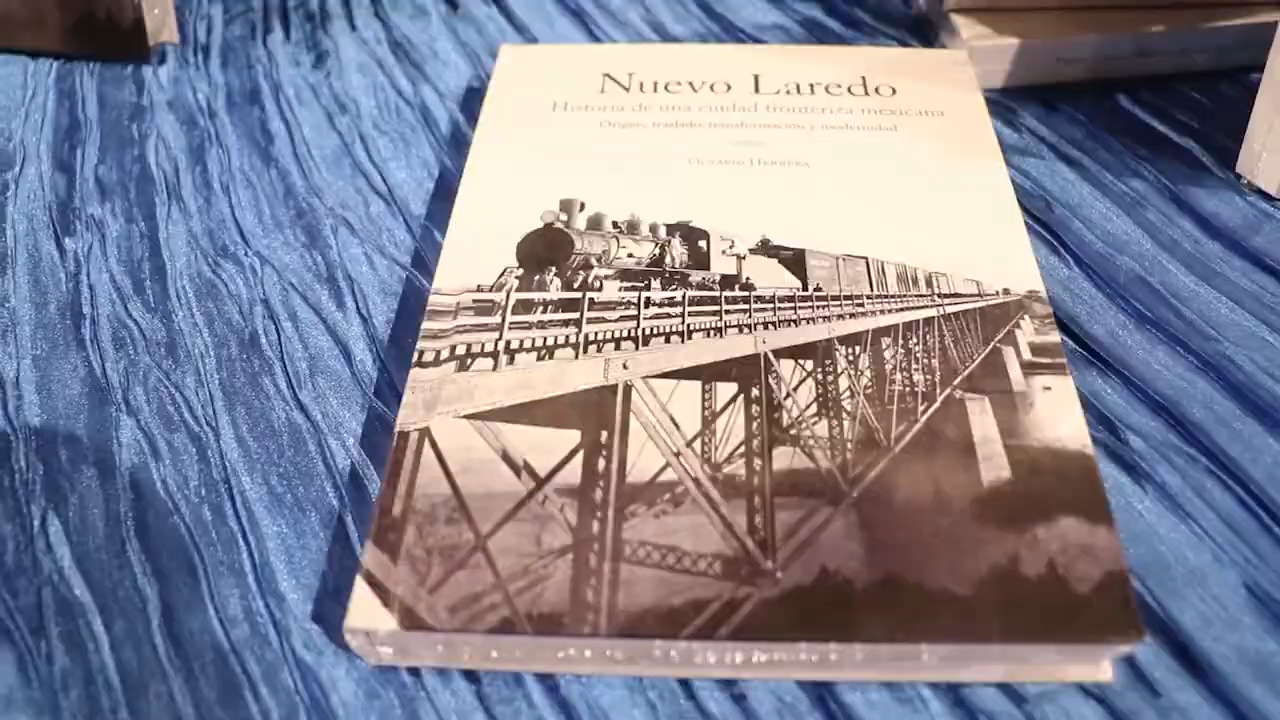 Nuevo Laredo
Historia de una ciudad fronteriza mexicana
Origen, traslado, transformación y modernidad
Octavio Herrera